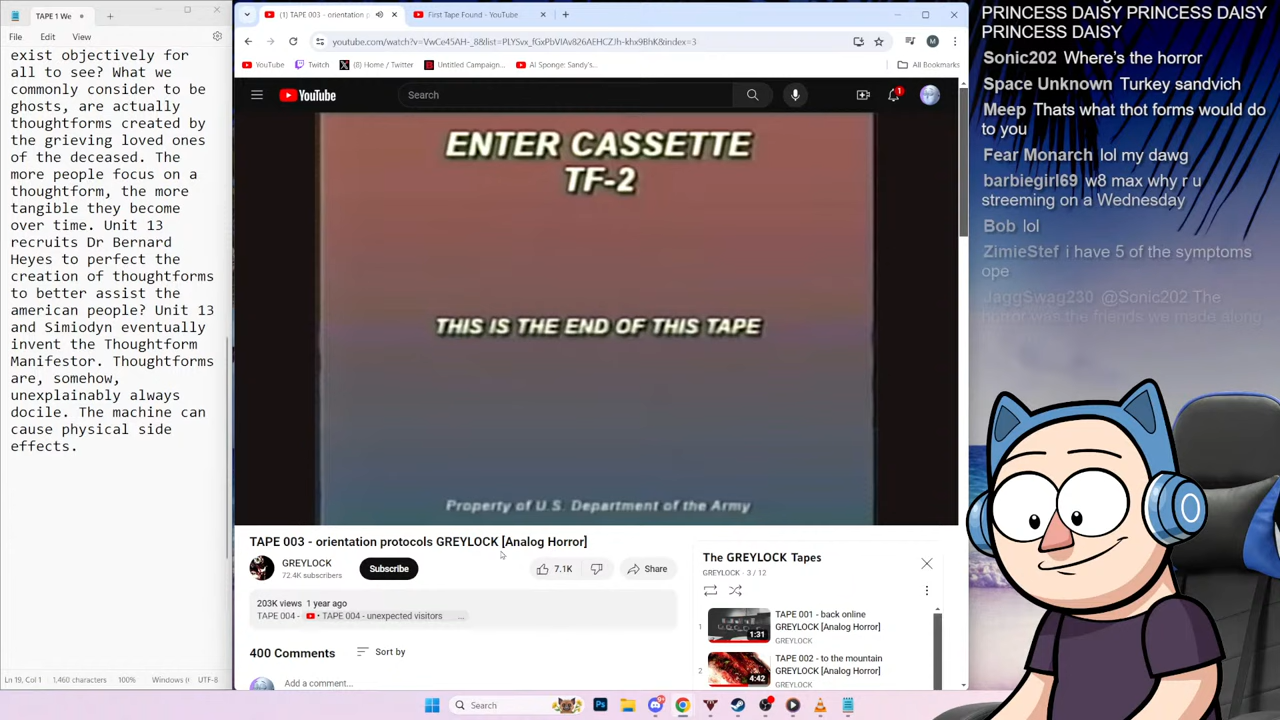 TAPE 1 We
File
Edit
View
exist objectively for
all to see? What we
commonly consider to be
ghosts, are actually
thoughtforms created by
the grieving loved ones
of the deceased. The
more people focus on a
thoughtform, the more
tangible they become
over time. Unit 13
recruits Dr Bernard
Heyes to perfect the
creation of thoughtforms
to better assist the
american people? Unit 13
and Simiodyn eventually
invent the Thoughtform
Manifestor. Thoughtforms
are, somehow,
unexplainably always
docile. The machine can
cause physical side
effects.
Ln 19, Col 1
1,460 characters
100%
Windows (
UTF-8
TAPE 003 - orientation p
First Tape Found - YouTube
youtube.com/watch?v=VwCe45AH-_8&list=PLYSvx_fGxPbVIAv826AEHCZJh-khx9BhK&index=3
M
YouTube
Twitch
(8) Home / Twitter
Untitled Campaign...
AI Sponge: Sandy's...
All Bookmarks
YouTube
Search
1
ENTER CASSETTE
TF-2
THIS IS THE END OF THIS TAPE
Property of U.S. Department of the Army
TAPE 003 - orientation protocols GREYLOCK [Analog Horror]
GREYLOCK
72.4K subscribers
Subscribe
7.1K
Share
203K views 1 year ago
TAPE 004 - • TAPE 004 - unexpected visitors ...
400 Comments
Sort by
Add a comment...
The GREYLOCK Tapes
GREYLOCK - 3 / 12
1
1:31
TAPE 001 - back online
GREYLOCK [Analog Horror]
GREYLOCK
2
4:42
TAPE 002 - to the mountain
GREYLOCK [Analog Horror]
GREYLOCK
Search
PRINCESS DAISY PRINCESS DAISY
PRINCESS DAISY
Sonic202 Where's the horror
Space Unknown Turkey sandvich
Meep Thats what thot forms would do
to you
Fear Monarch lol my dawg
barbiegirl69 w8 max why r u
streeming on a Wednesday
Bob lol
ZimieStef i have 5 of the symptoms
ope
JaggSwag230 @Sonic202 The
horror was the friends we made along